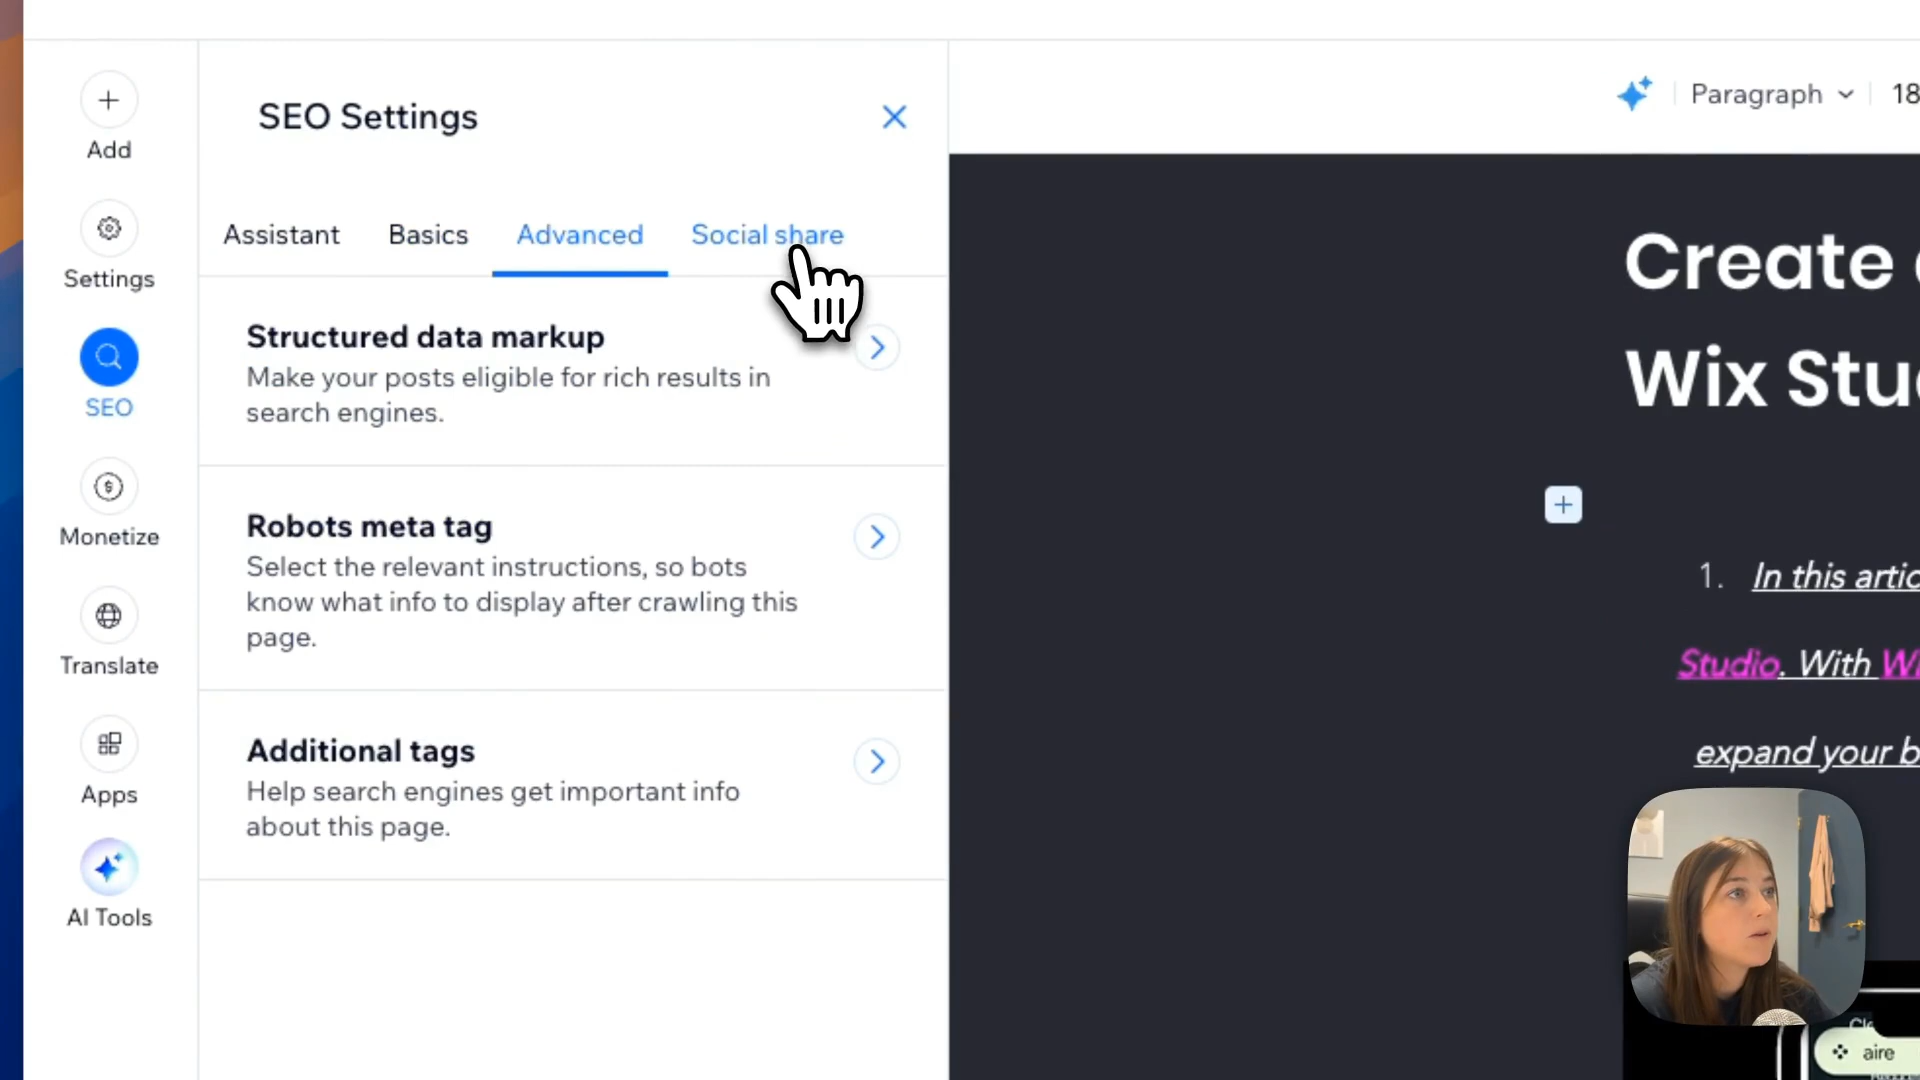 Add
Settings
SEO
Monetize
Translate
Apps
AI Tools
SEO Settings
Assistant Basics Advanced Social share
Structured data markup
Make your posts eligible for rich results in
search engines.
Robots meta tag
Select the relevant instructions, so bots
know what info to display after crawling this
page.
Additional tags
Help search engines get important info
about this page.
Paragraph 18
Create
Wix Stu
1. In this artic
Studio. With Wi
expand your b
aire